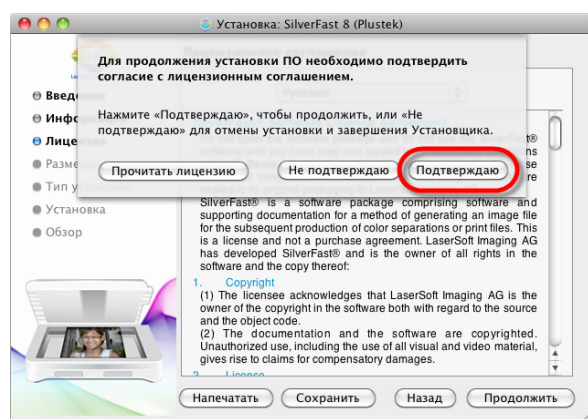 Установка: SilverFast 8 (Plustek)
Для продолжения установки ПО необходимо подтвердить
согласие с лицензионным соглашением.
Нажмите «Подтверждаю», чтобы продолжить, или «Не
подтверждаю» для отмены установки и завершения Установщика.
Прочитать лицензию
Не подтверждаю
Подтверждаю
Введ
Инфо
Лице
Разме
Тип у
Установка
Обзор
SilverFast® is a software package comprising software and
supporting documentation for a method of generating an image file
for the subsequent production of color separations or print files. This
is a license and not a purchase agreement. LaserSoft Imaging AG
has developed SilverFast® and is the owner of all rights in the
software and the copy thereof:
1. Copyright
(1) The licensee acknowledges that LaserSoft Imaging AG is the
owner of the copyright in the software both with regard to the source
and the object code.
(2) The documentation and the software are copyrighted.
Unauthorized use, including the use of all visual and video material,
gives rise to claims for compensatory damages.
2. License
Напечатать
Сохранить
Назад
Продолжить